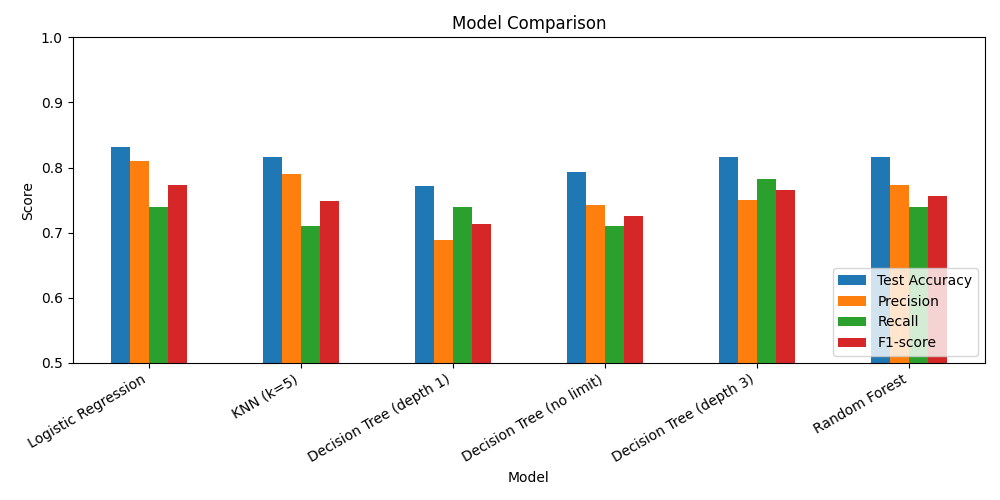 Model Comparison
1.0
0.9
0.8
0.7
0.6
0.5
Score
Test Accuracy
Precision
Recall
F1-score
Logistic Regression
KNN (k=5)
Decision Tree (depth 1)
Decision Tree (no limit)
Decision Tree (depth 3)
Random Forest
Model